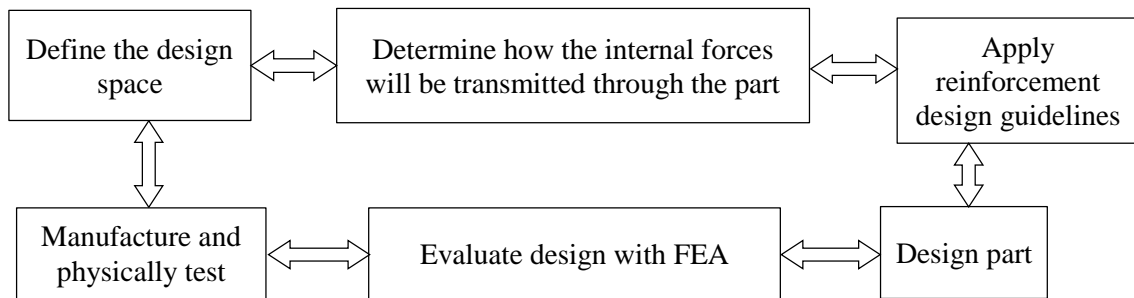 Define the design
space
Determine how the internal forces
will be transmitted through the part
Apply
reinforcement
design guidelines
Manufacture and
physically test
Evaluate design with FEA
Design part